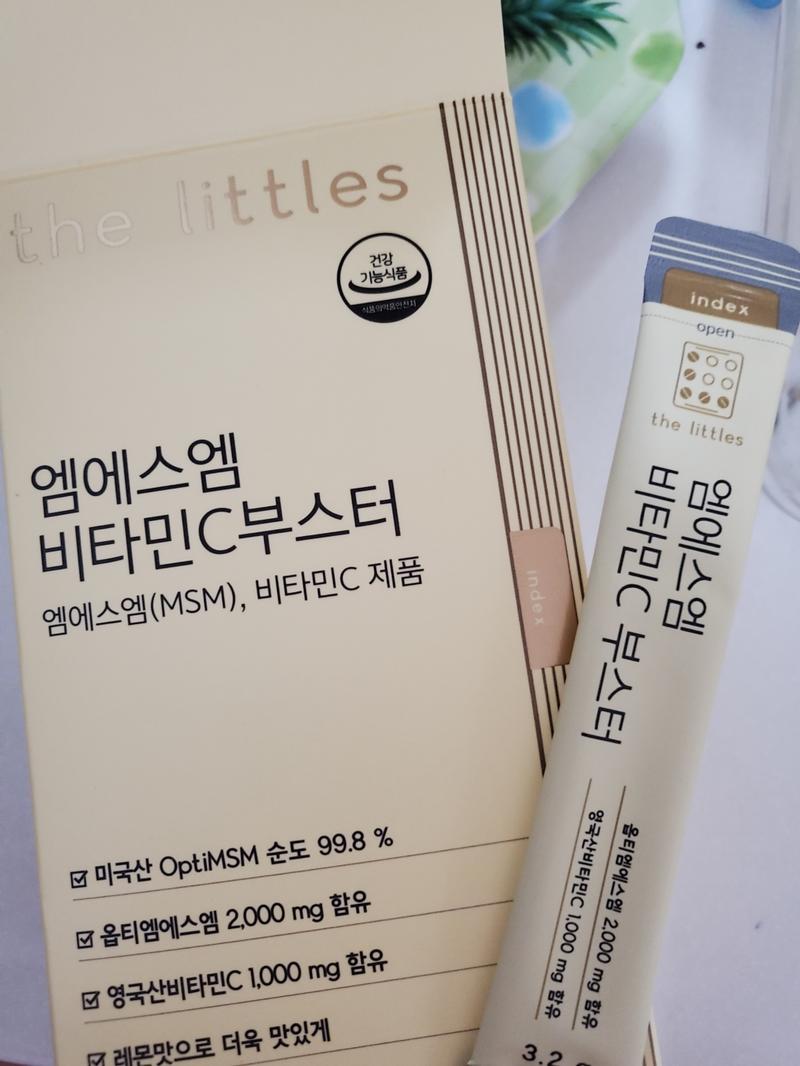 the littles
건강
기능식품
식품의약품안전처
엠에스엠
비타민C부스터
엠에스엠(MSM), 비타민C 제품
index
미국산 OptiMSM 순도 99.8 %
옵티엠에스엠 2,000 mg 함유
영국산비타민C 1,000 mg 함유
레몬맛으로 더욱 맛있게
index
open
the littles
엠에스엠
비타민C 부스터
옵티엠에스엠 2,000 mg 함유
영국산비타민C 1,000 mg 함유
3.2